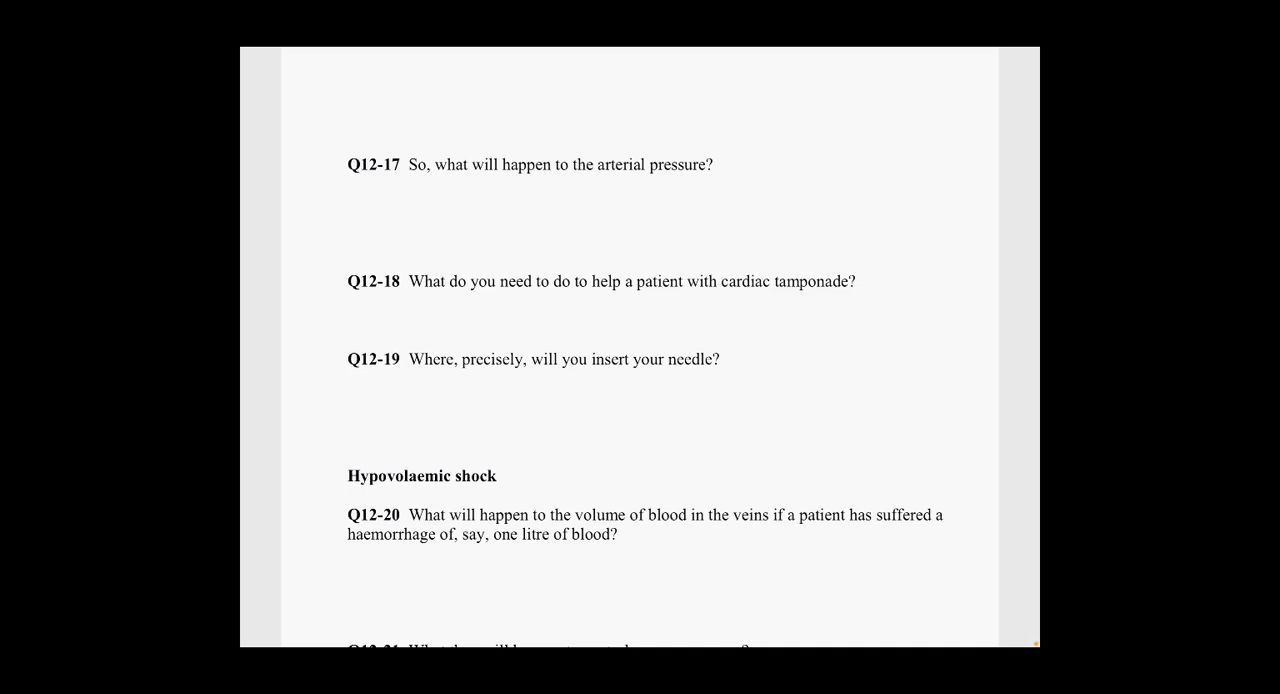 Q12-17 So, what will happen to the arterial pressure?
Q12-18 What do you need to do to help a patient with cardiac tamponade?
Q12-19 Where, precisely, will you insert your needle?
Hypovolaemic shock
Q12-20 What will happen to the volume of blood in the veins if a patient has suffered a
haemorrhage of, say, one litre of blood?